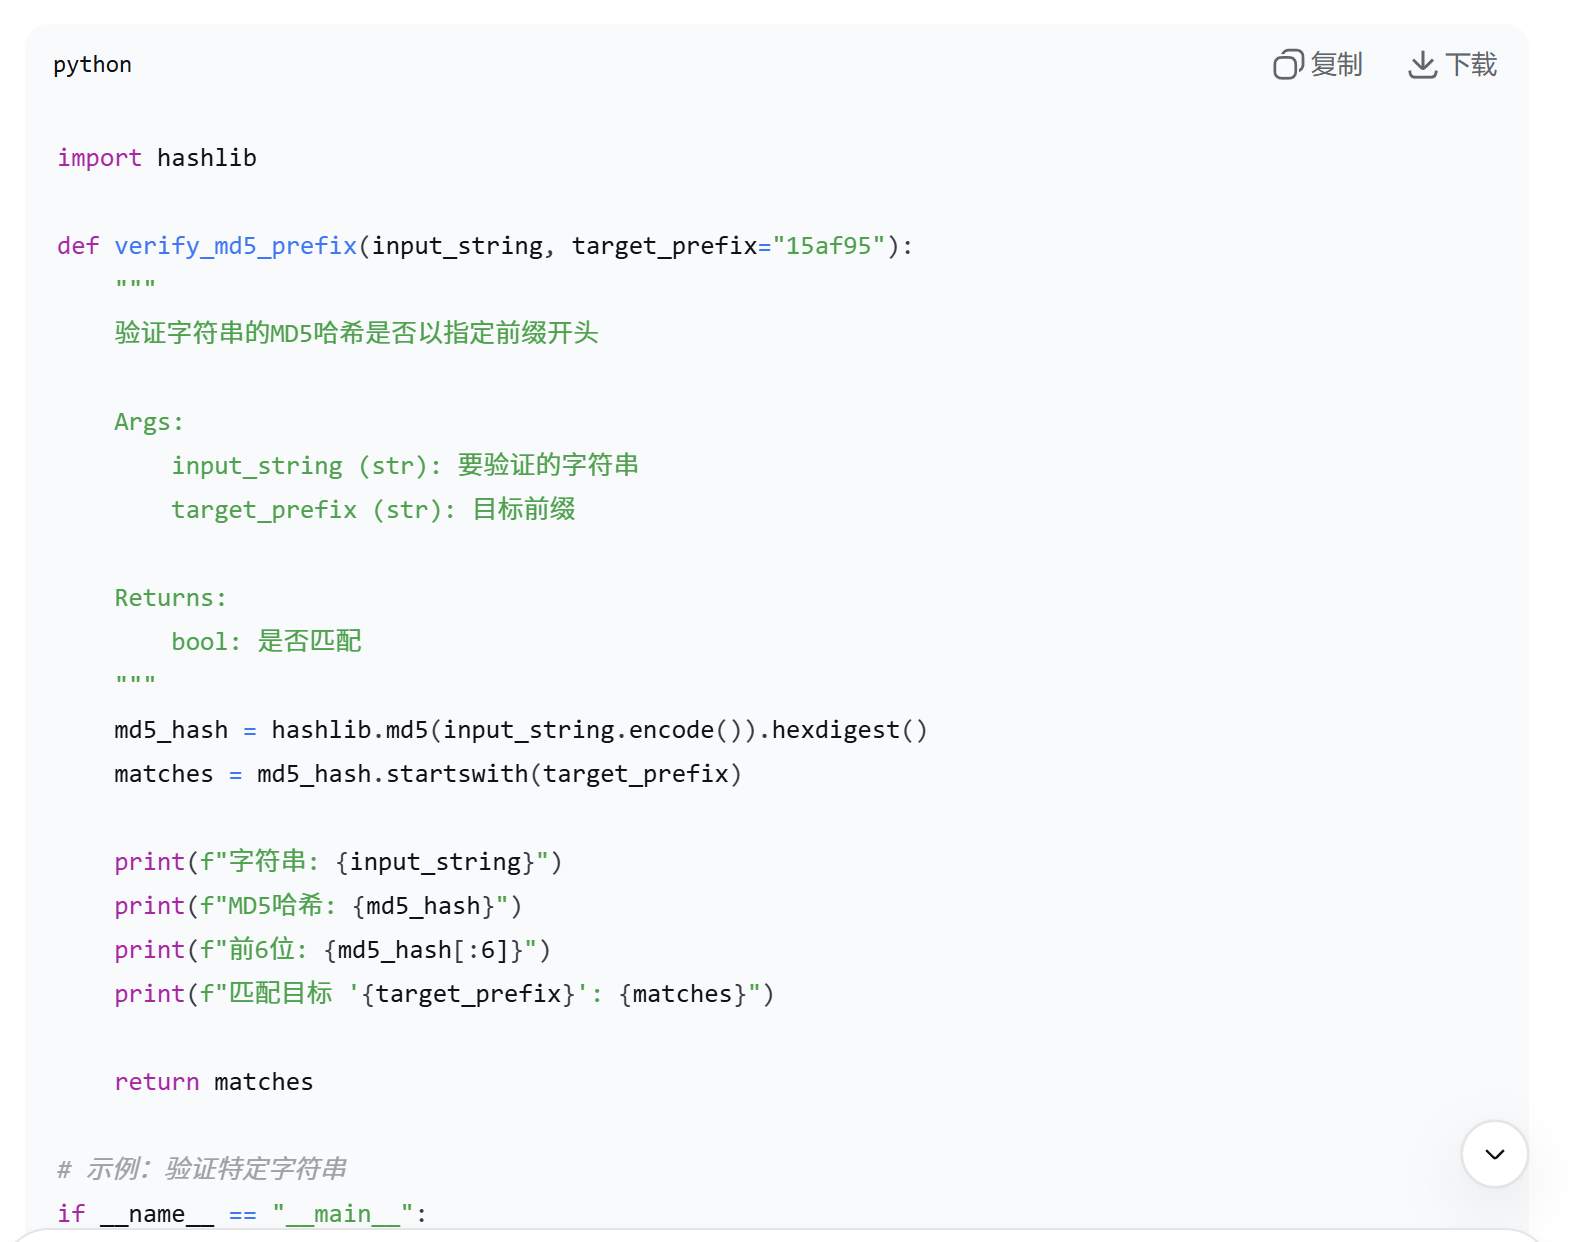 python
复制 下载
import hashlib
def verify_md5_prefix(input_string, target_prefix="15af95"):
    """
    验证字符串的MD5哈希是否以指定前缀开头
    Args:
        input_string (str): 要验证的字符串
        target_prefix (str): 目标前缀
    Returns:
        bool: 是否匹配
    """
    md5_hash = hashlib.md5(input_string.encode()).hexdigest()
    matches = md5_hash.startswith(target_prefix)
    print(f"字符串: {input_string}")
    print(f"MD5哈希: {md5_hash}")
    print(f"前6位: {md5_hash[:6]}")
    print(f"匹配目标 '{target_prefix}': {matches}")
    return matches
# 示例：验证特定字符串
if __name__ == "__main__":